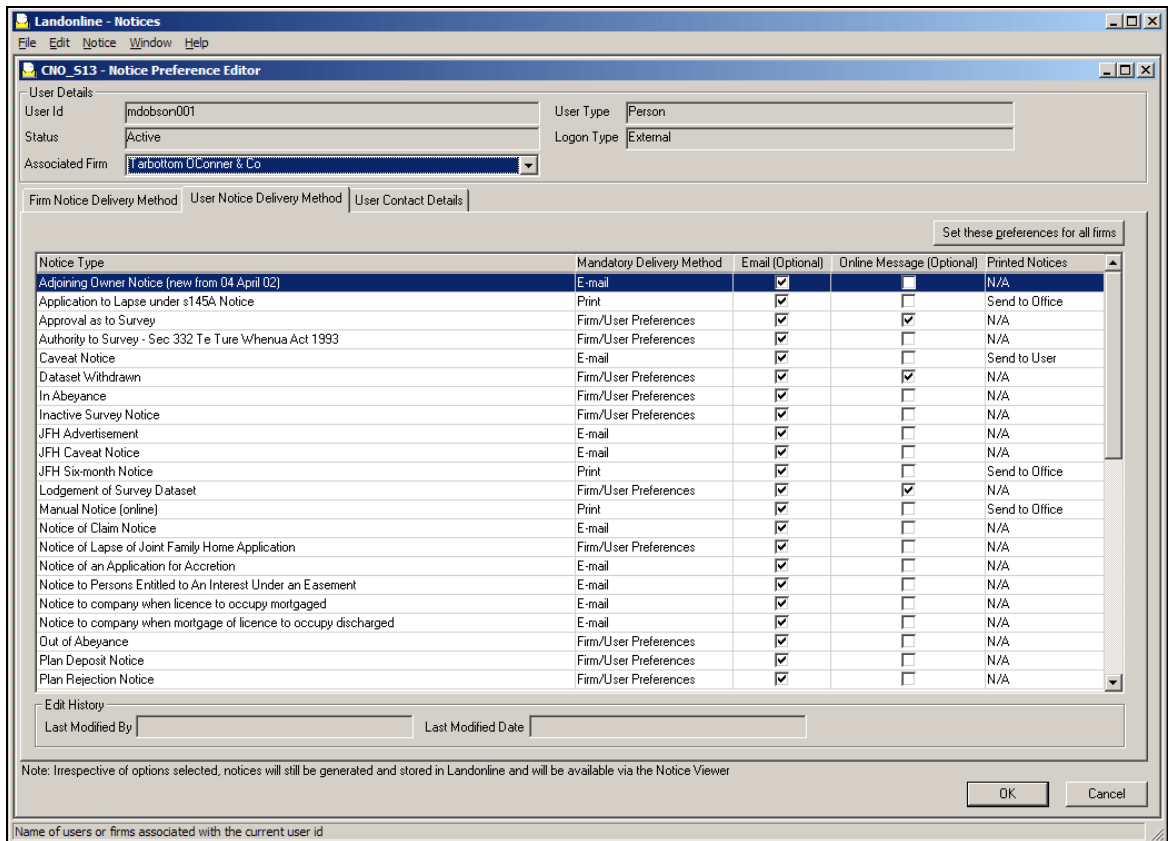 Landonline - Notices
File Edit Notice Window Help
CNO_S13 - Notice Preference Editor
User Details
User Id mdobson001 User Type Person
Status Active Logon Type External
Associated Firm Tarbottom OConner & Co
Firm Notice Delivery Method User Notice Delivery Method User Contact Details
Set these preferences for all firms
Notice Type Mandatory Delivery Method Email (Optional) Online Message (Optional) Printed Notices
Adjoining Owner Notice (new from 04 April 02) E-mail N/A
Application to Lapse under s145A Notice Print Send to Office
Approval as to Survey Firm/User Preferences N/A
Authority to Survey - Sec 332 Te Ture Whenua Act 1993 Firm/User Preferences N/A
Caveat Notice E-mail Send to User
Dataset Withdrawn Firm/User Preferences N/A
In Abeyance Firm/User Preferences N/A
Inactive Survey Notice Firm/User Preferences N/A
JFH Advertisement E-mail N/A
JFH Caveat Notice E-mail N/A
JFH Six-month Notice Print Send to Office
Lodgement of Survey Dataset Firm/User Preferences N/A
Manual Notice (online) Print Send to Office
Notice of Claim Notice E-mail N/A
Notice of Lapse of Joint Family Home Application Firm/User Preferences N/A
Notice of an Application for Accretion E-mail N/A
Notice to Persons Entitled to An Interest Under an Easement E-mail N/A
Notice to company when licence to occupy mortgaged E-mail N/A
Notice to company when mortgage of licence to occupy discharged E-mail N/A
Out of Abeyance Firm/User Preferences N/A
Plan Deposit Notice Firm/User Preferences N/A
Plan Rejection Notice Firm/User Preferences N/A
Edit History
Last Modified By Last Modified Date
Note: Irrespective of options selected, notices will still be generated and stored in Landonline and will be available via the Notice Viewer
OK Cancel
Name of users or firms associated with the current user id